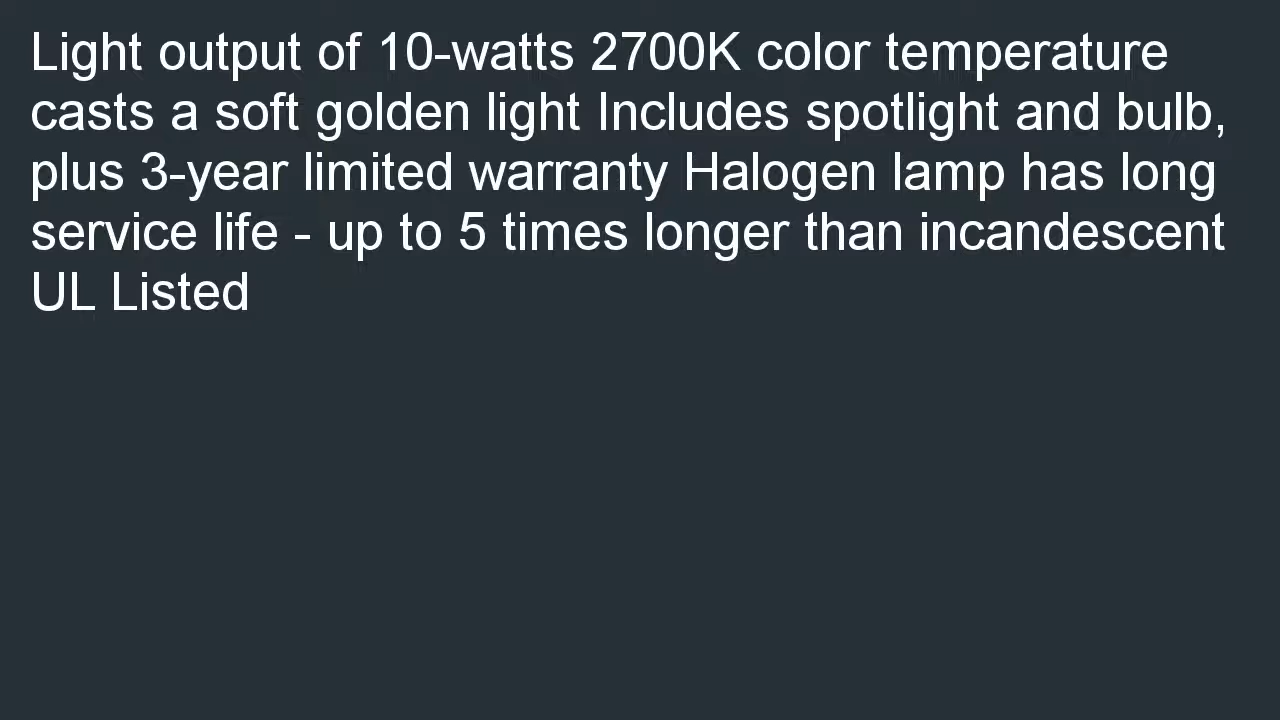 Light output of 10-watts 2700K color temperature
casts a soft golden light Includes spotlight and bulb,
plus 3-year limited warranty Halogen lamp has long
service life - up to 5 times longer than incandescent
UL Listed